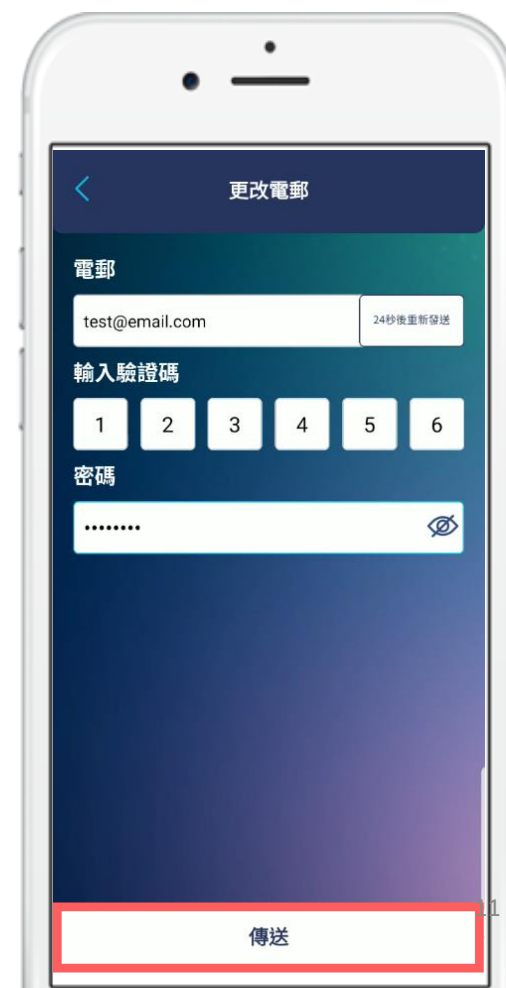 更改電郵
電郵
test@email.com
24秒後重新發送
輸入驗證碼
1 2 3 4 5 6
密碼
••••••••
傳送
11